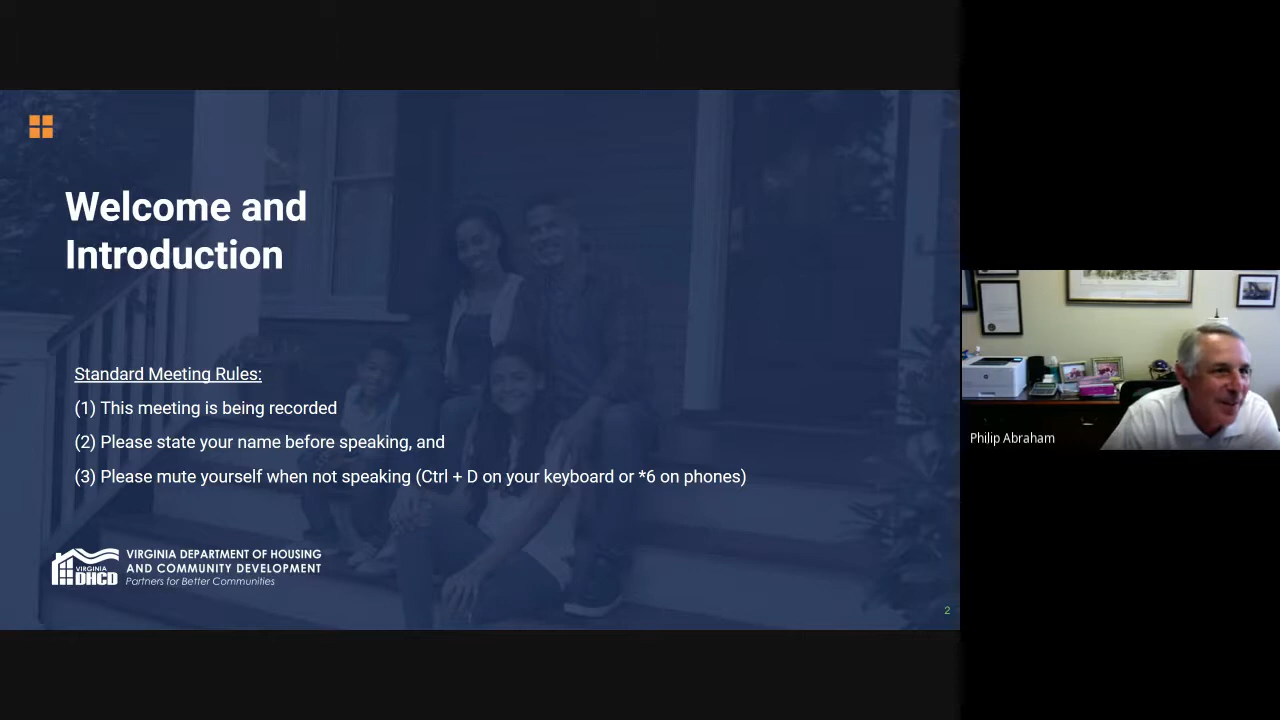 Welcome and
Introduction
Standard Meeting Rules:
(1) This meeting is being recorded
(2) Please state your name before speaking, and
(3) Please mute yourself when not speaking (Ctrl + D on your keyboard or *6 on phones)
VIRGINIA
DHCD
VIRGINIA DEPARTMENT OF HOUSING
AND COMMUNITY DEVELOPMENT
Partners for Better Communities
2
Philip Abraham